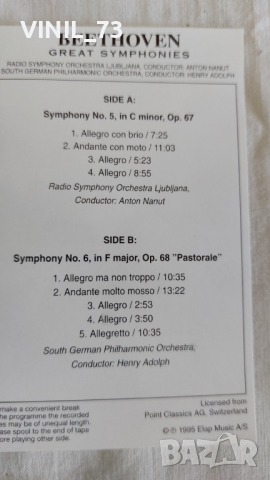 VINIL_73
BEETHOVEN
GREAT SYMPHONIES
RADIO SYMPHONY ORCHESTRA LJUBLJANA, CONDUCTOR: ANTON NANUT
SOUTH GERMAN PHILHARMONIC ORCHESTRA, CONDUCTOR: HENRY ADOLPH
SIDE A:
Symphony No. 5, in C minor, Op. 67
1. Allegro con brio / 7:25
2. Andante con moto / 11:03
3. Allegro / 5:23
4. Allegro / 8:55
Radio Symphony Orchestra Ljubljana,
Conductor: Anton Nanut
SIDE B:
Symphony No. 6, in F major, Op. 68 "Pastorale"
1. Allegro ma non troppo / 10:35
2. Andante molto mosso / 13:22
3. Allegro / 2:53
4. Allegro / 3:50
5. Allegretto / 10:35
South German Philharmonic Orchestra,
Conductor: Henry Adolph
make a convenient break
programme the recorded
es may be of unequal length.
ase spool to the end of tape
ore playing other side.
Licensed from
Point Classics AG, Switzerland
© ℗ 1995 Elap Music A/S
BAZAR